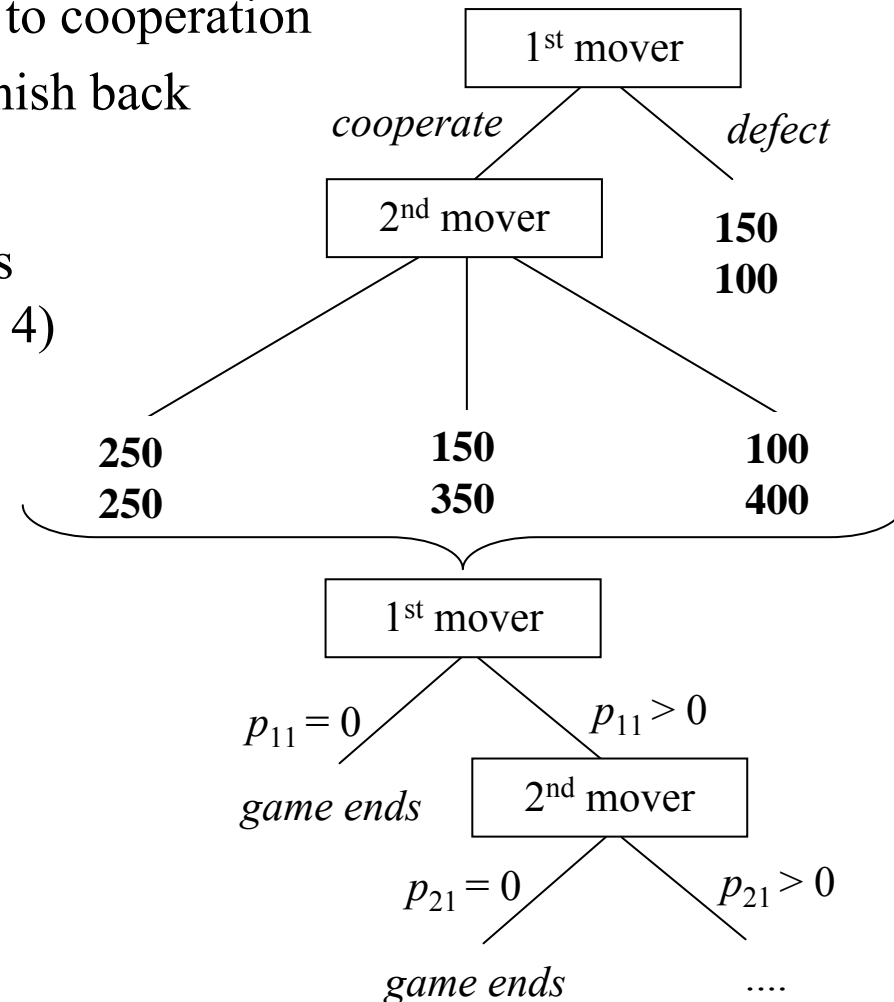 to cooperation
nish back
s
4)
1st mover
cooperate
defect
2nd mover
150
100
250 150 100
250 350 400
1st mover
p11 = 0
p11 > 0
game ends
2nd mover
p21 = 0
p21 > 0
game ends
....